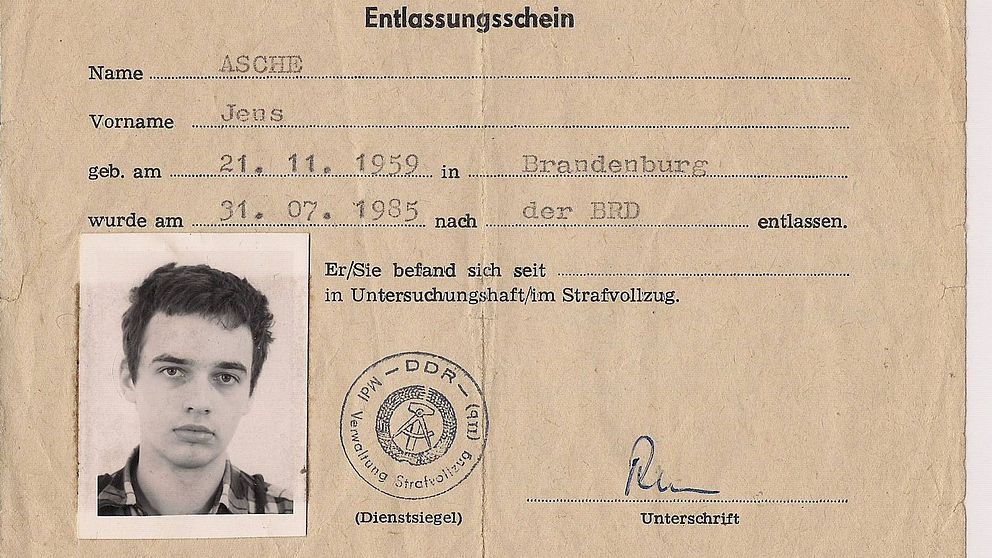 Entlassungsschein
Name ASCHE
Vorname Jens
geb. am 21. 11. 1959 in Brandenburg
wurde am 31. 07. 1985 nach der BRD entlassen.
Er/Sie befand sich seit
in Untersuchungshaft/im Strafvollzug.
– DDR –
MdI Verwaltung Strafvollzug
(Dienstsiegel)
Unterschrift